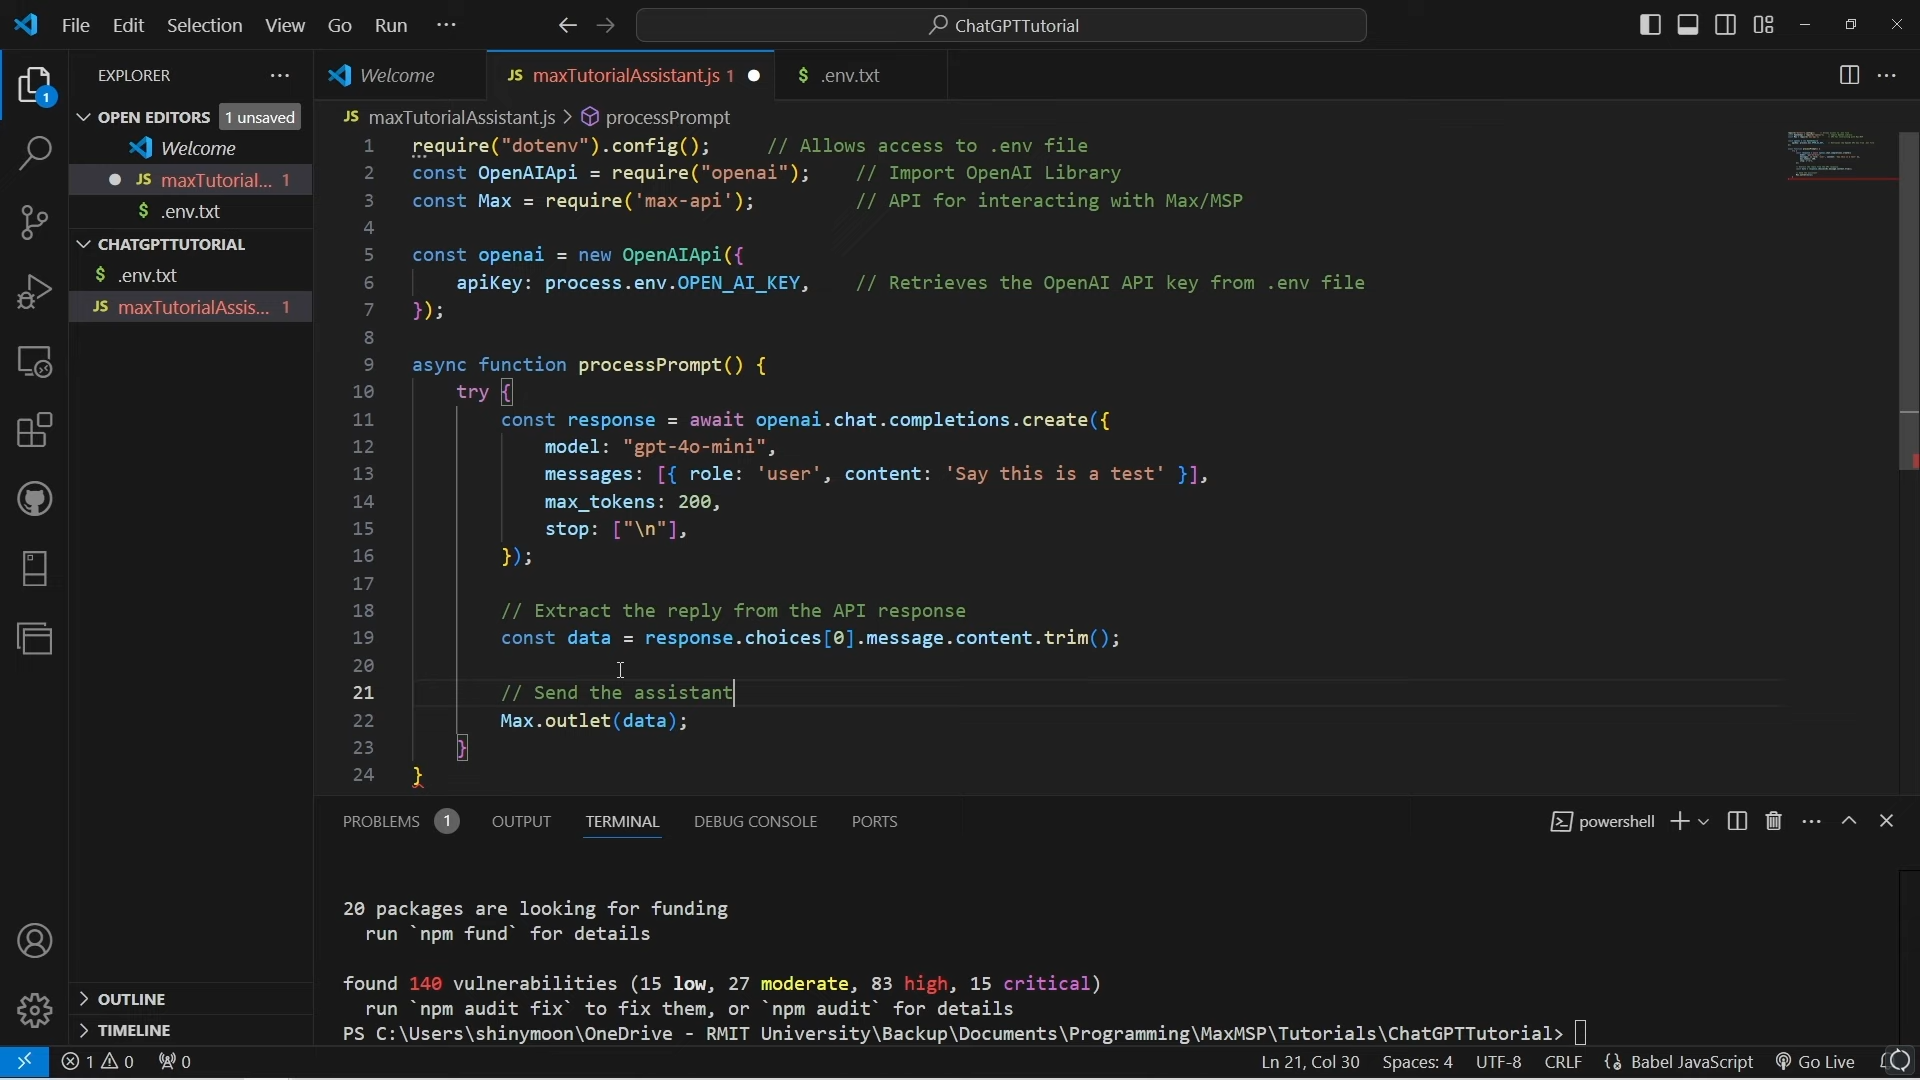 File Edit Selection View Go Run ··· ChatGPTTutorial
EXPLORER ···
OPEN EDITORS 1 unsaved
Welcome
JS maxTutorial... 1
$ .env.txt
CHATGPTTUTORIAL
$ .env.txt
JS maxTutorialAssis... 1
OUTLINE
TIMELINE
1
Welcome JS maxTutorialAssistant.js 1 $ .env.txt ···
JS maxTutorialAssistant.js > processPrompt
1 require("dotenv").config(); // Allows access to .env file
2 const OpenAIApi = require("openai"); // Import OpenAI Library
3 const Max = require('max-api'); // API for interacting with Max/MSP
4
5 const openai = new OpenAIApi({
6 apiKey: process.env.OPEN_AI_KEY, // Retrieves the OpenAI API key from .env file
7 });
8
9 async function processPrompt() {
10 try {
11 const response = await openai.chat.completions.create({
12 model: "gpt-4o-mini",
13 messages: [{ role: 'user', content: 'Say this is a test' }],
14 max_tokens: 200,
15 stop: ["\n"],
16 });
17
18 // Extract the reply from the API response
19 const data = response.choices[0].message.content.trim();
20
21 // Send the assistant
22 Max.outlet(data);
23 }
24 }
PROBLEMS 1 OUTPUT TERMINAL DEBUG CONSOLE PORTS powershell ···
20 packages are looking for funding
run `npm fund` for details
found 140 vulnerabilities (15 low, 27 moderate, 83 high, 15 critical)
run `npm audit fix` to fix them, or `npm audit` for details
PS C:\Users\shinymoon\OneDrive - RMIT University\Backup\Documents\Programming\MaxMSP\Tutorials\ChatGPTTutorial>
1 0 0 Ln 21, Col 30 Spaces: 4 UTF-8 CRLF {} Babel JavaScript Go Live